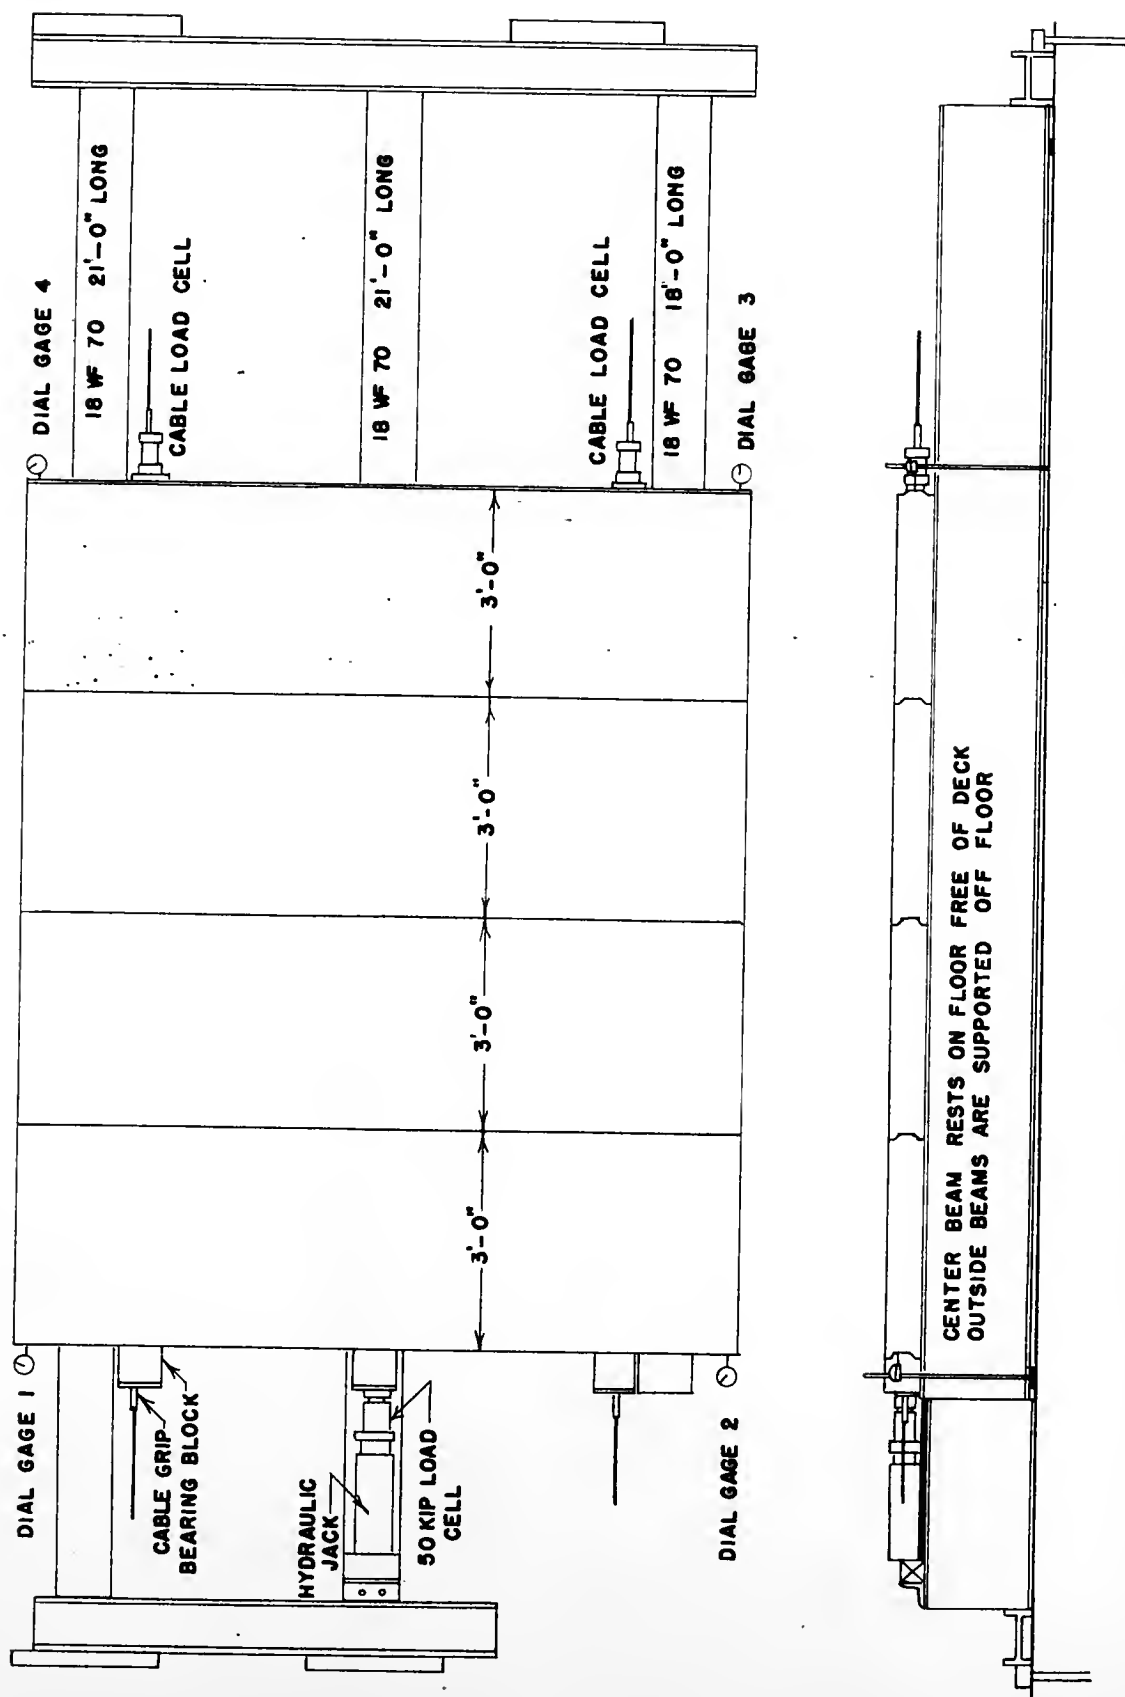 DIAL GAGE 1
DIAL GAGE 4
18 WF 70 21'-0" LONG
CABLE GRIP
BEARING BLOCK
CABLE LOAD CELL
HYDRAULIC
JACK
18 WF 70 21'-0" LONG
50 KIP LOAD
CELL
3'-0"
3'-0"
3'-0"
3'-0"
CABLE LOAD CELL
18 WF 70 18'-0" LONG
DIAL GAGE 2
DIAL GAGE 3
CENTER BEAM RESTS ON FLOOR FREE OF DECK
OUTSIDE BEAMS ARE SUPPORTED OFF FLOOR